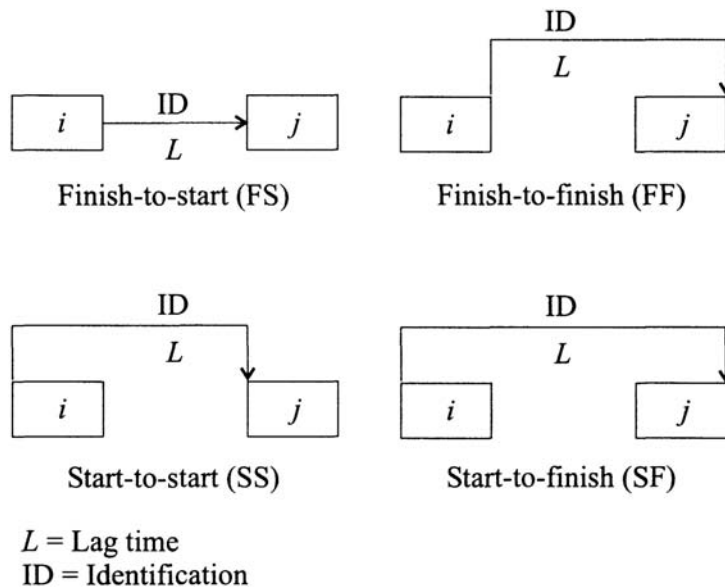 ID
i
j
L
Finish-to-start (FS)
ID
L
i
j
Finish-to-finish (FF)
ID
L
i
j
Start-to-start (SS)
ID
L
i
j
Start-to-finish (SF)
L = Lag time
ID = Identification